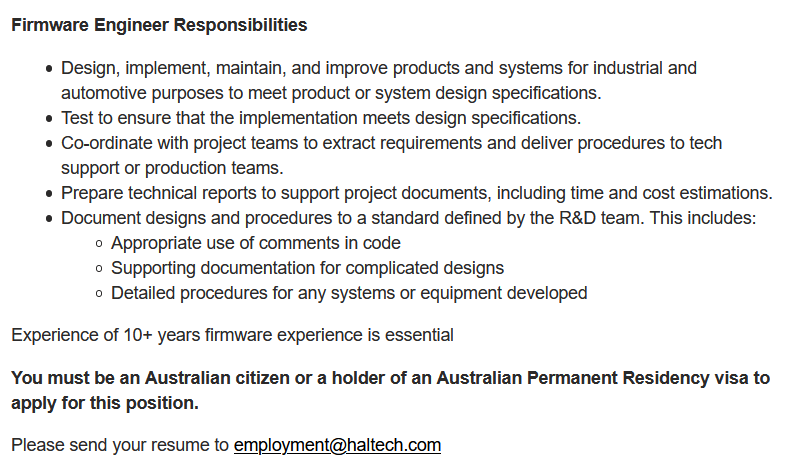 Firmware Engineer Responsibilities
• Design, implement, maintain, and improve products and systems for industrial and
automotive purposes to meet product or system design specifications.
• Test to ensure that the implementation meets design specifications.
• Co-ordinate with project teams to extract requirements and deliver procedures to tech
support or production teams.
• Prepare technical reports to support project documents, including time and cost estimations.
• Document designs and procedures to a standard defined by the R&D team. This includes:
○ Appropriate use of comments in code
○ Supporting documentation for complicated designs
○ Detailed procedures for any systems or equipment developed
Experience of 10+ years firmware experience is essential
You must be an Australian citizen or a holder of an Australian Permanent Residency visa to
apply for this position.
Please send your resume to employment@haltech.com